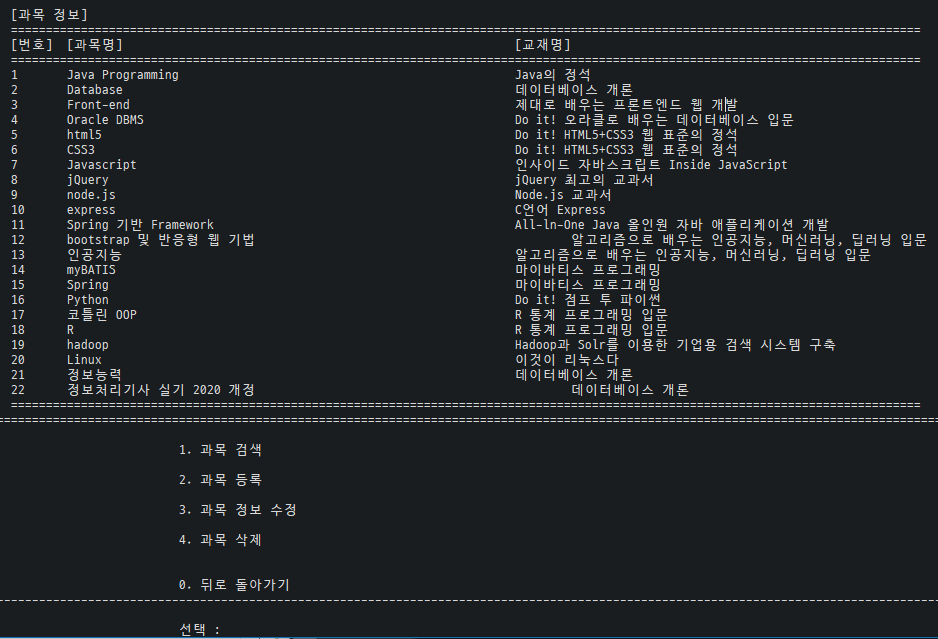 [과목 정보]
==================================================================================================================================
[번호] [과목명] [교재명]
==================================================================================================================================
1 Java Programming Java의 정석
2 Database 데이터베이스 개론
3 Front-end 제대로 배우는 프론트엔드 웹 개발
4 Oracle DBMS Do it! 오라클로 배우는 데이터베이스 입문
5 html5 Do it! HTML5+CSS3 웹 표준의 정석
6 CSS3 Do it! HTML5+CSS3 웹 표준의 정석
7 Javascript 인사이드 자바스크립트 Inside JavaScript
8 jQuery jQuery 최고의 교과서
9 node.js Node.js 교과서
10 express C언어 Express
11 Spring 기반 Framework All-ln-One Java 올인원 자바 애플리케이션 개발
12 bootstrap 및 반응형 웹 기법 알고리즘으로 배우는 인공지능, 머신러닝, 딥러닝 입문
13 인공지능 알고리즘으로 배우는 인공지능, 머신러닝, 딥러닝 입문
14 myBATIS 마이바티스 프로그래밍
15 Spring 마이바티스 프로그래밍
16 Python Do it! 점프 투 파이썬
17 코틀린 OOP R 통계 프로그래밍 입문
18 R R 통계 프로그래밍 입문
19 hadoop Hadoop과 Solr를 이용한 기업용 검색 시스템 구축
20 Linux 이것이 리눅스다
21 정보능력 데이터베이스 개론
22 정보처리기사 실기 2020 개정 데이터베이스 개론
==================================================================================================================================
======================================================================================================================================
1. 과목 검색
2. 과목 등록
3. 과목 정보 수정
4. 과목 삭제
0. 뒤로 돌아가기
--------------------------------------------------------------------------------------------------------------------------------------
선택 :